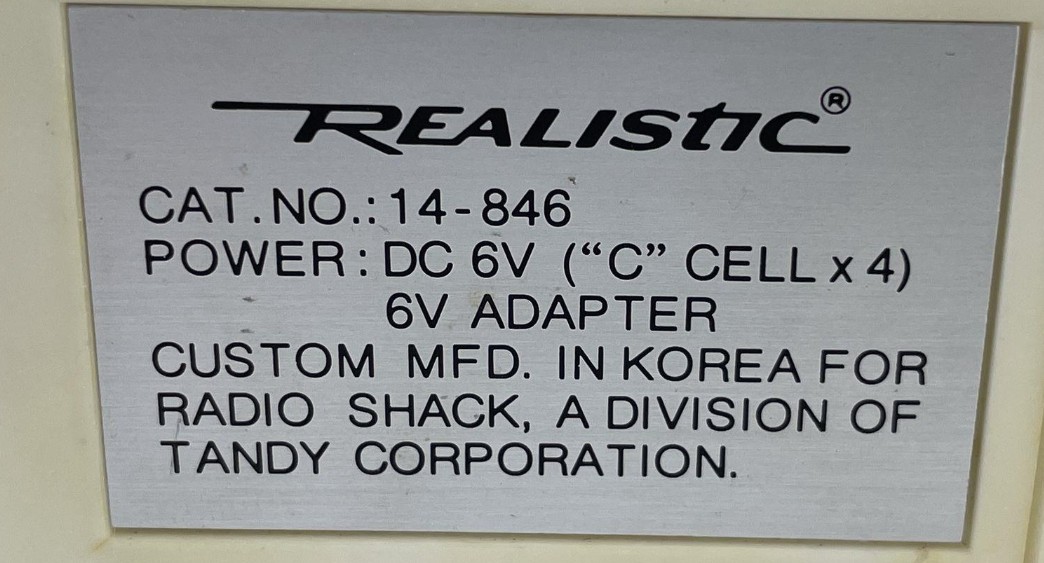 REALISTIC®
CAT.NO.: 14-846
POWER: DC 6V (“C” CELL x 4)
6V ADAPTER
CUSTOM MFD. IN KOREA FOR
RADIO SHACK, A DIVISION OF
TANDY CORPORATION.